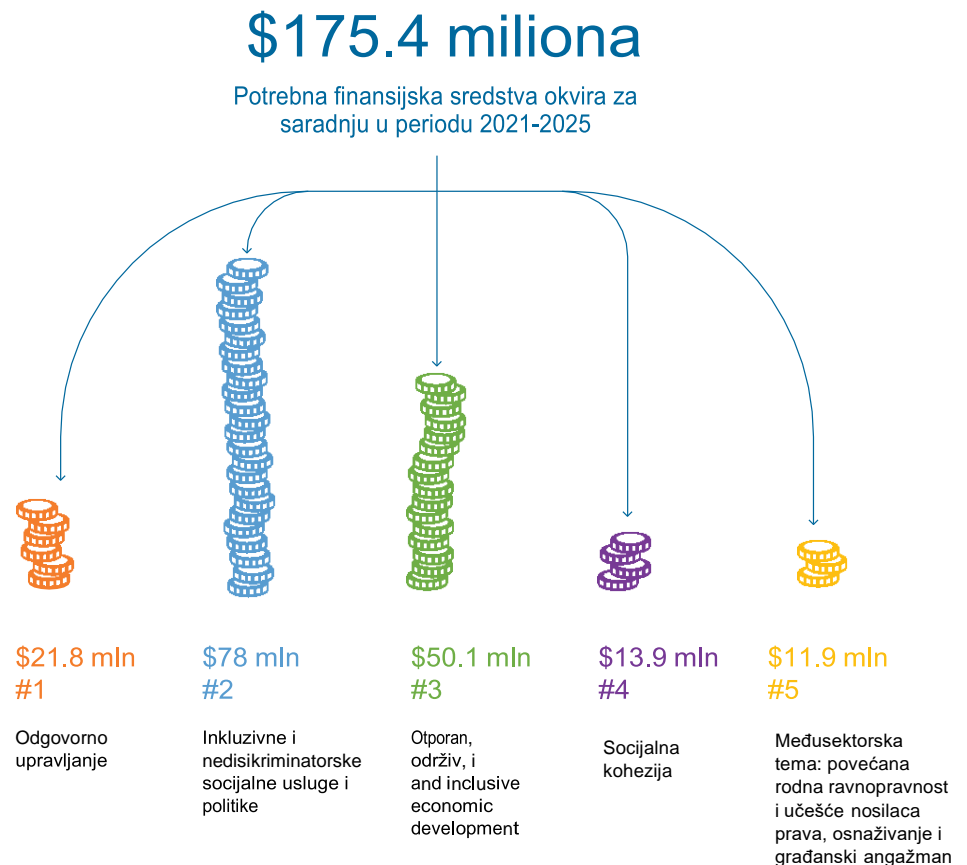 $175.4 miliona
Potrebna finansijska sredstva okvira za
saradnju u periodu 2021-2025
$21.8 mln
#1
Odgovorno
upravljanje
$78 mln
#2
Inkluzivne i
nedisikriminatorske
socijalne usluge i
politike
$50.1 mln
#3
Otporan,
održiv, i
and inclusive
economic
development
$13.9 mln
#4
Socijalna
kohezija
$11.9 mln
#5
Međusektorska
tema: povećana
rodna ravnopravnost
i učešće nosilaca
prava, osnaživanje i
građanski angažman